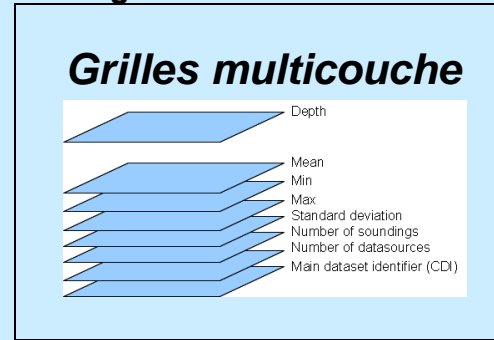 Grilles multicouche
Depth
Mean
Min
Max
Standard deviation
Number of soundings
Number of datasources
Main dataset identifier (CDI)